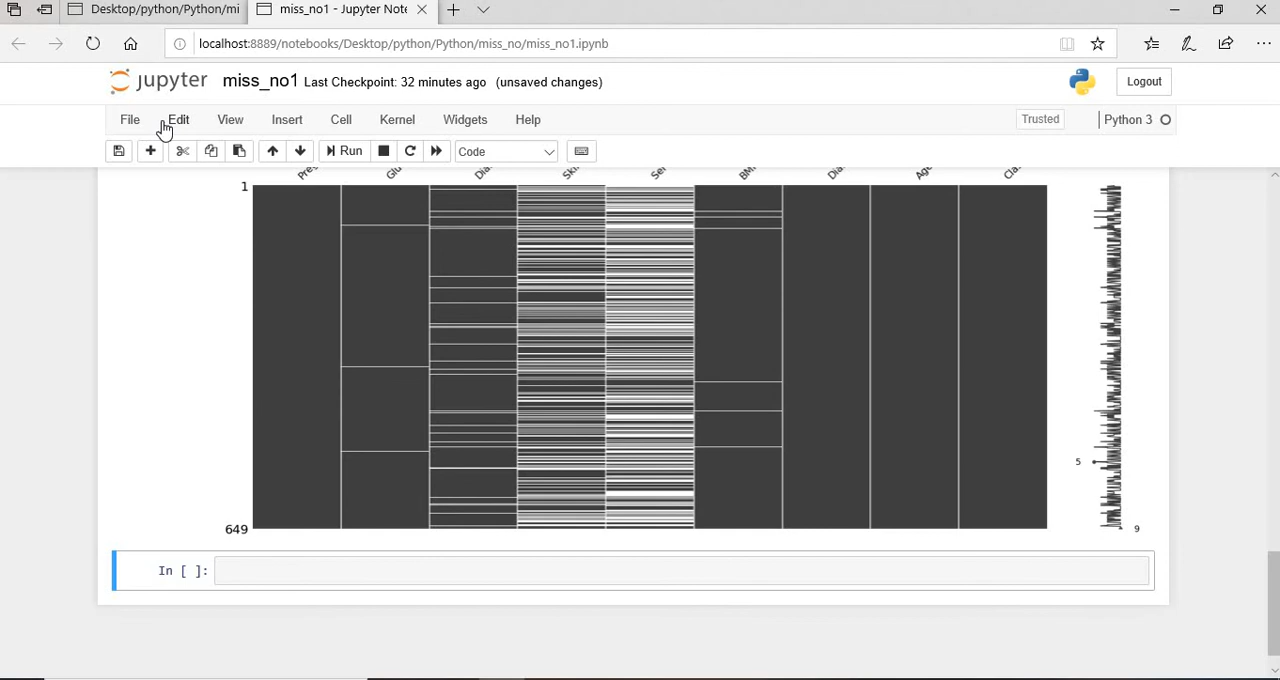 Desktop/python/Python/mi
miss_no1 - Jupyter Note
localhost:8889/notebooks/Desktop/python/Python/miss_no/miss_no1.ipynb
jupyter miss_no1 Last Checkpoint: 32 minutes ago (unsaved changes)
Logout
File Edit View Insert Cell Kernel Widgets Help
Trusted
Python 3
Run
Code
1
5
649
9
In [ ]: